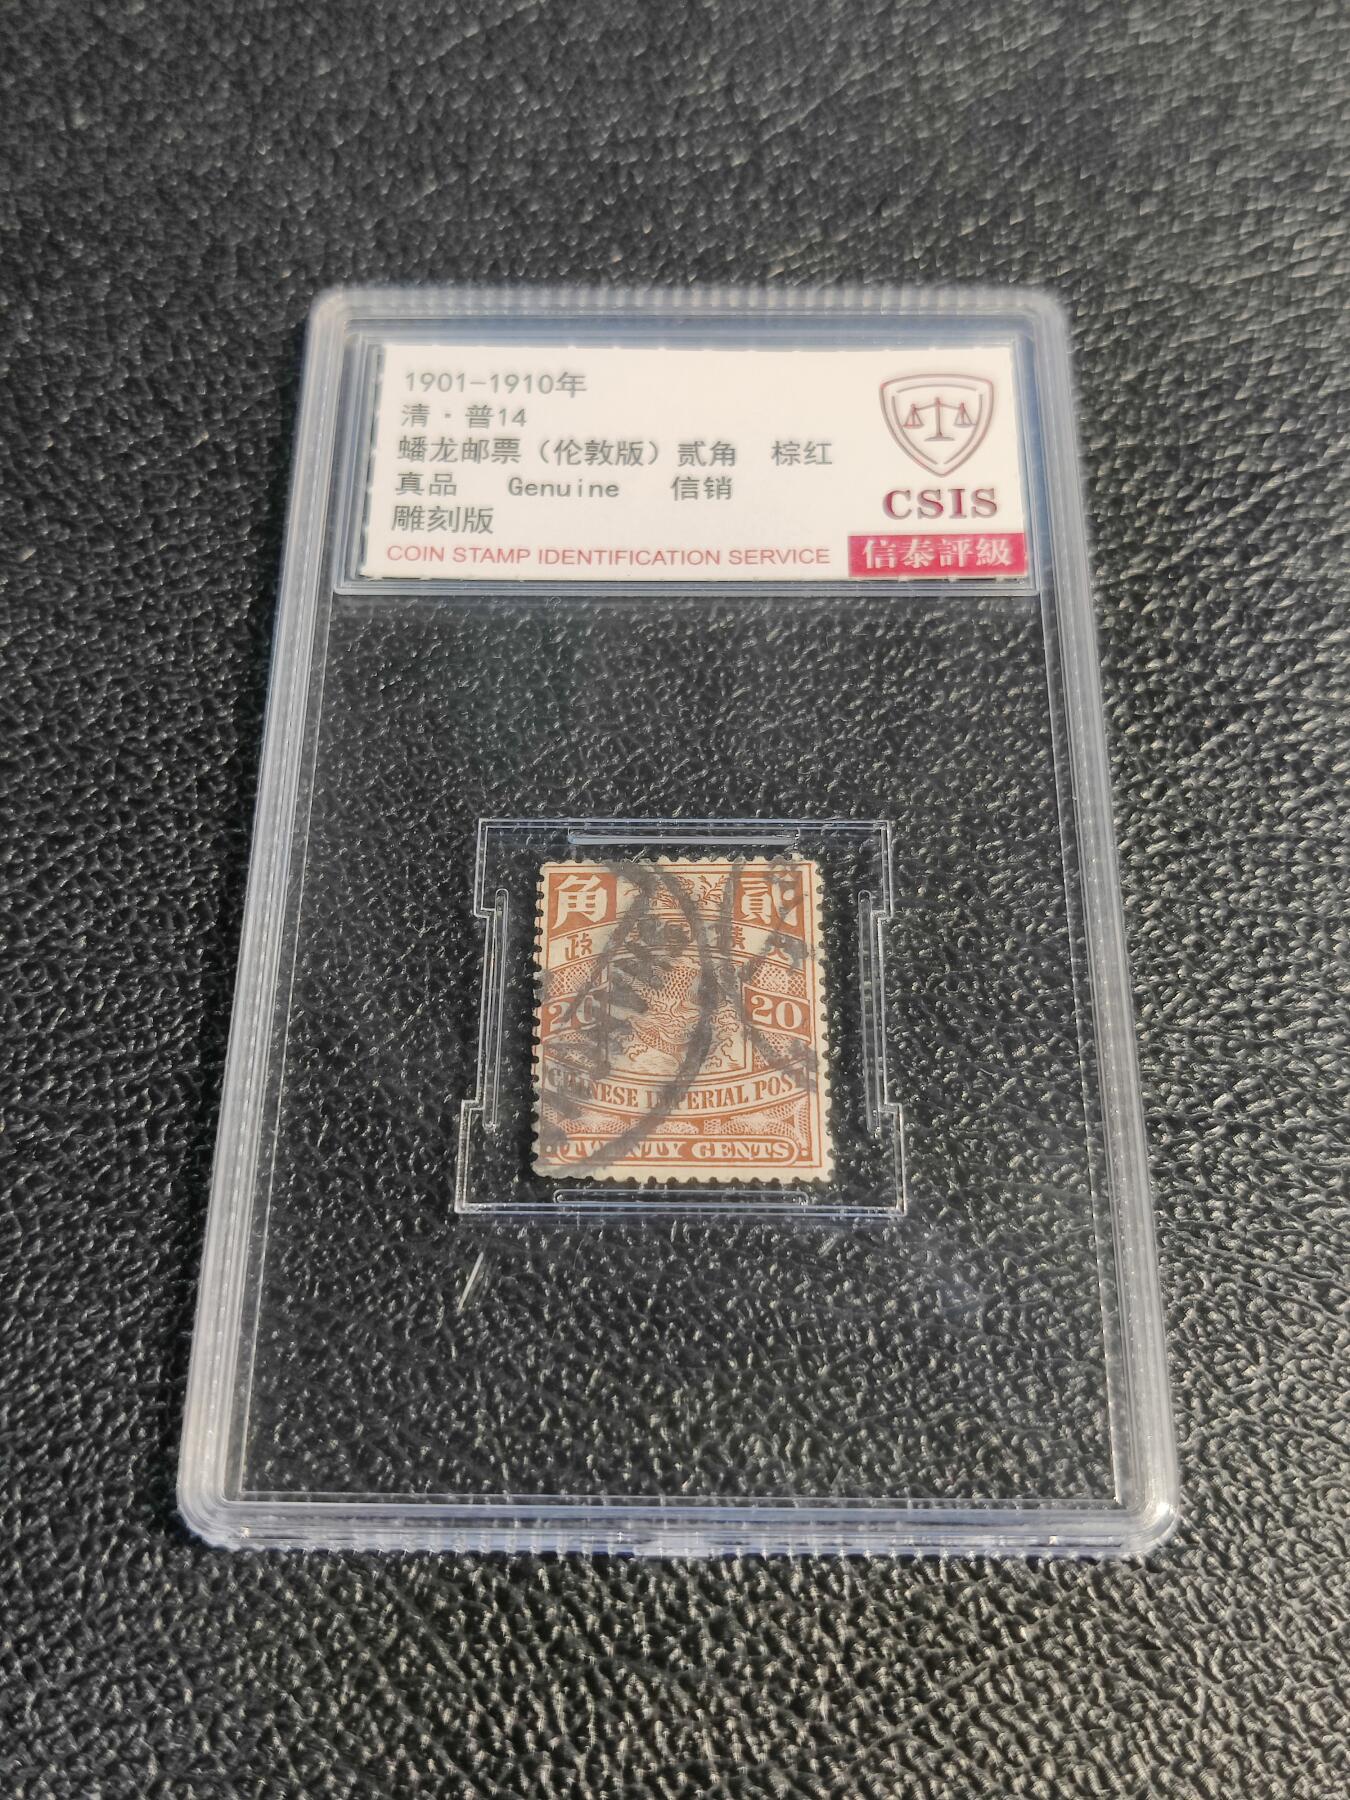 1901-1910年
清·普14
蟠龙邮票（伦敦版）贰角 棕红
真品 Genuine 信销
雕刻版
COIN STAMP IDENTIFICATION SERVICE
CSIS
信泰評級
角 貳
政
20 20
CHINESE IMPERIAL POST
TWENTY CENTS